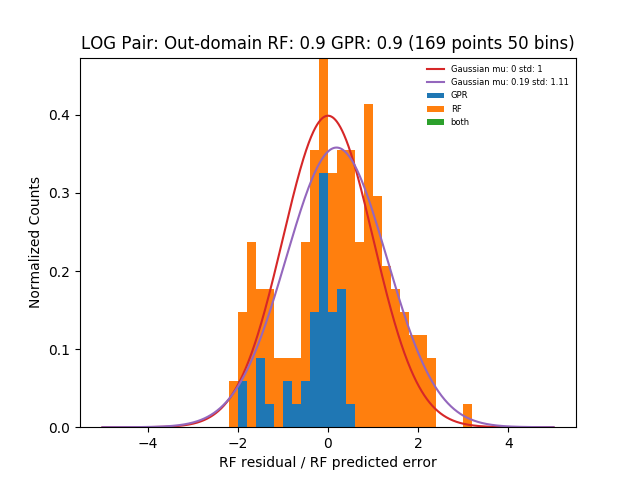 LOG Pair: Out-domain RF: 0.9 GPR: 0.9 (169 points 50 bins)
Gaussian mu: 0 std: 1
Gaussian mu: 0.19 std: 1.11
GPR
RF
both
Normalized Counts
0.4
0.3
0.2
0.1
0.0
−4
−2
0
2
4
RF residual / RF predicted error